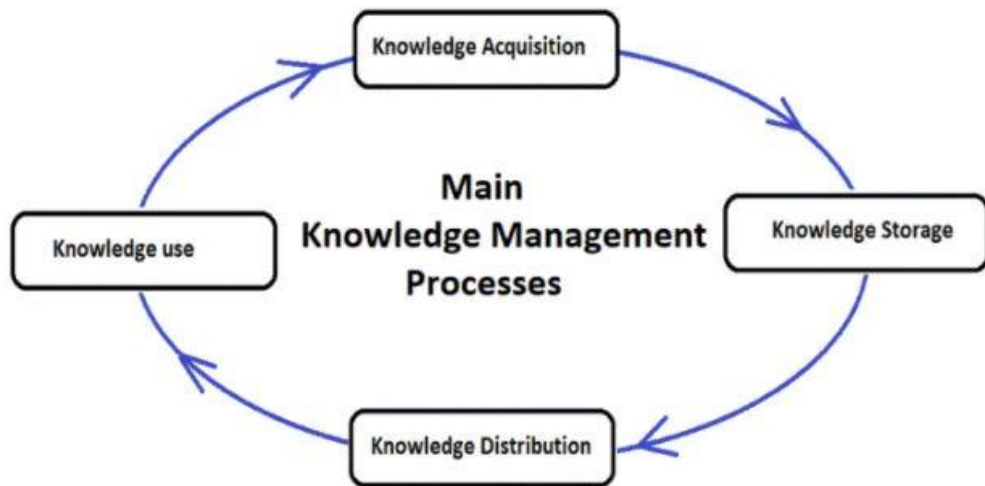 Knowledge Acquisition
Main
Knowledge Management
Processes
Knowledge Storage
Knowledge use
Knowledge Distribution